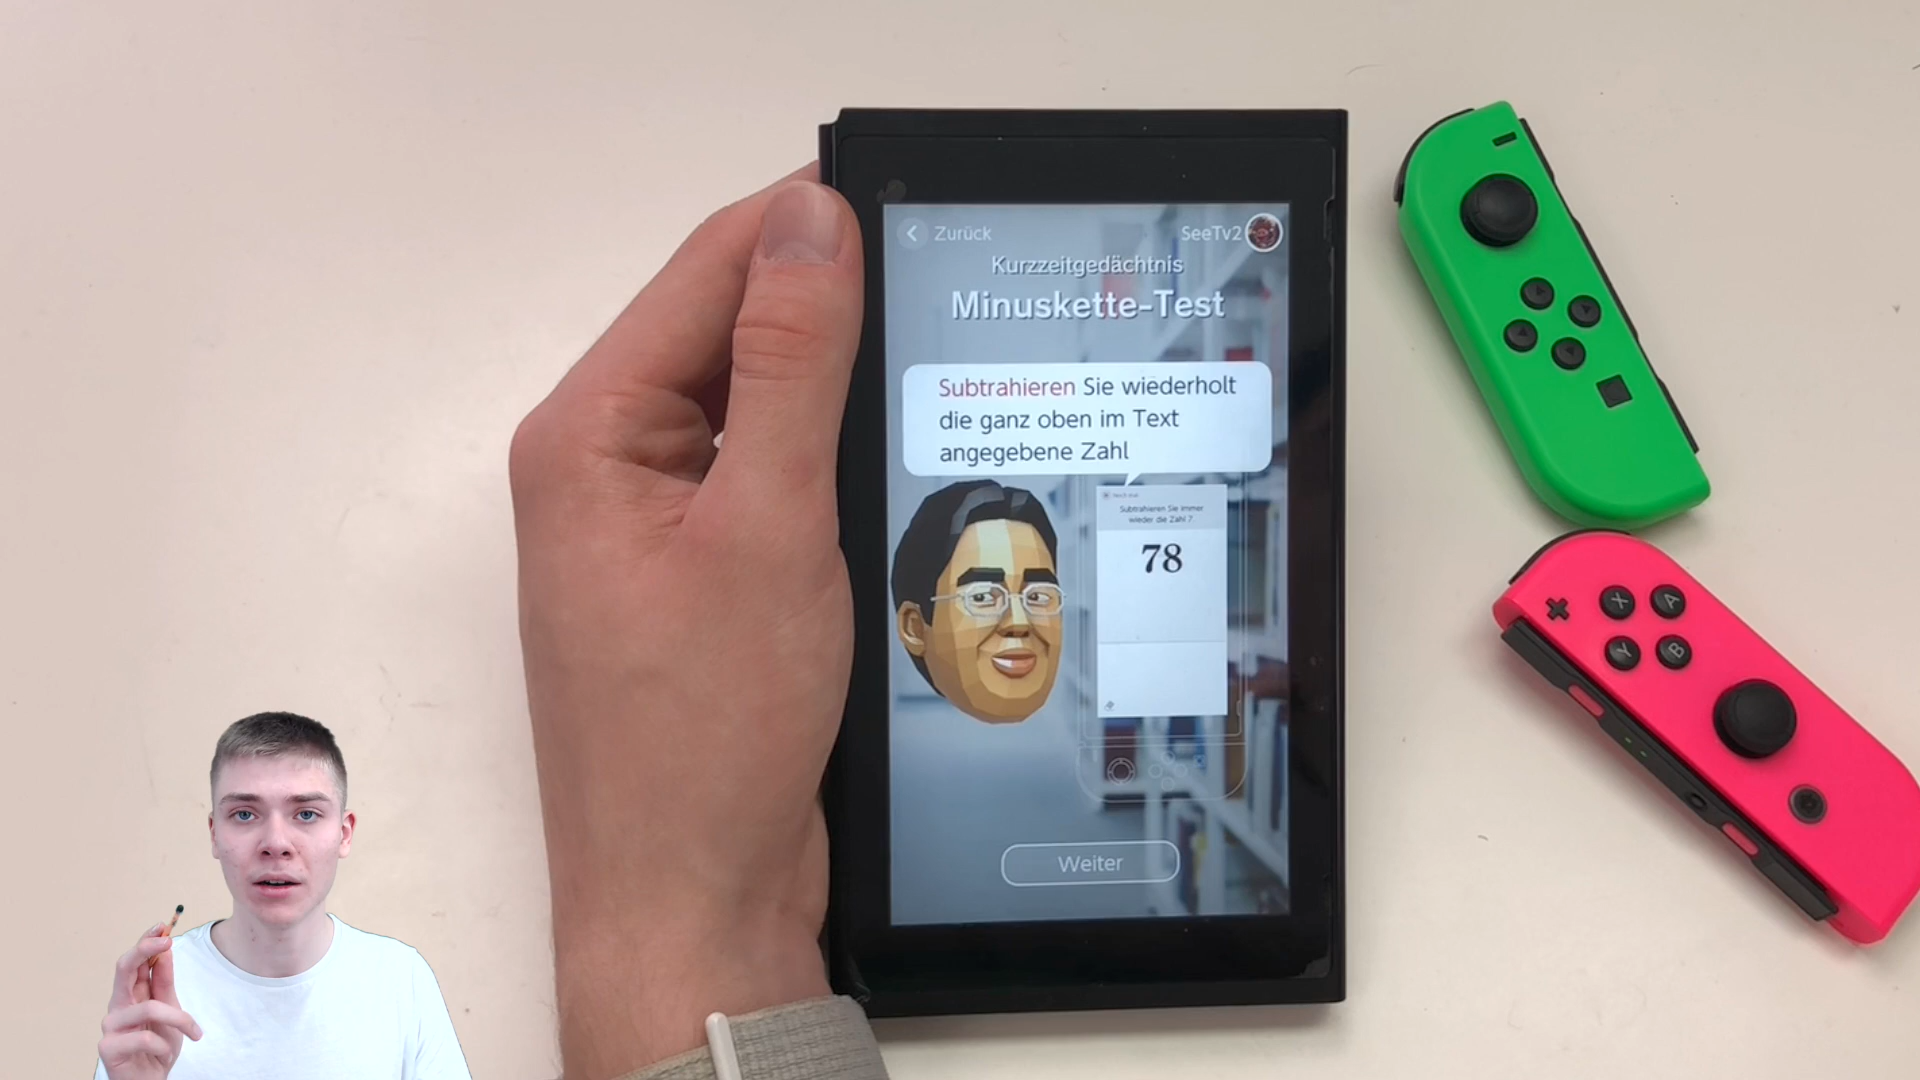 Zurück
SeeTv2
Kurzzeitgedächtnis
Minuskette-Test
Subtrahieren Sie wiederholt
die ganz oben im Text
angegebene Zahl
Subtrahieren Sie immer
wieder die Zahl 7
78
Weiter
X
A
Y
B